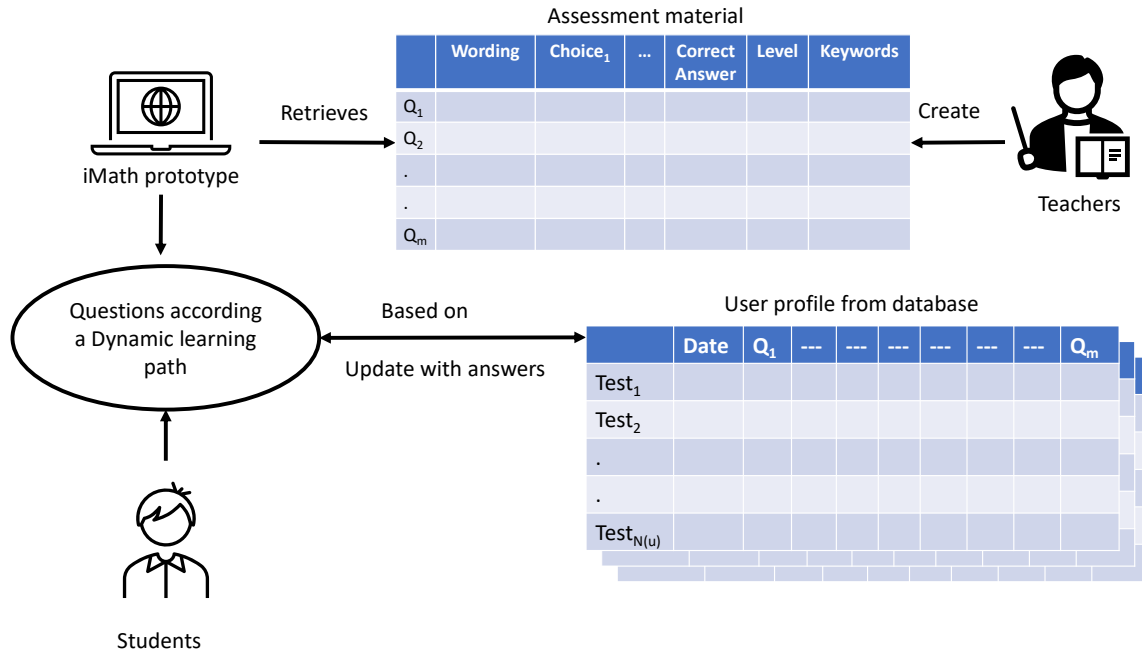 Assessment material
Wording Choice₁ ... Correct Answer Level Keywords
Q₁
Q₂
.
.
Qₘ
Retrieves
Create
iMath prototype
Teachers
Questions according
a Dynamic learning
path
Based on
Update with answers
User profile from database
Date Q₁ --- --- --- --- --- --- Qₘ
Test₁
Test₂
.
.
Test_N(u)
Students